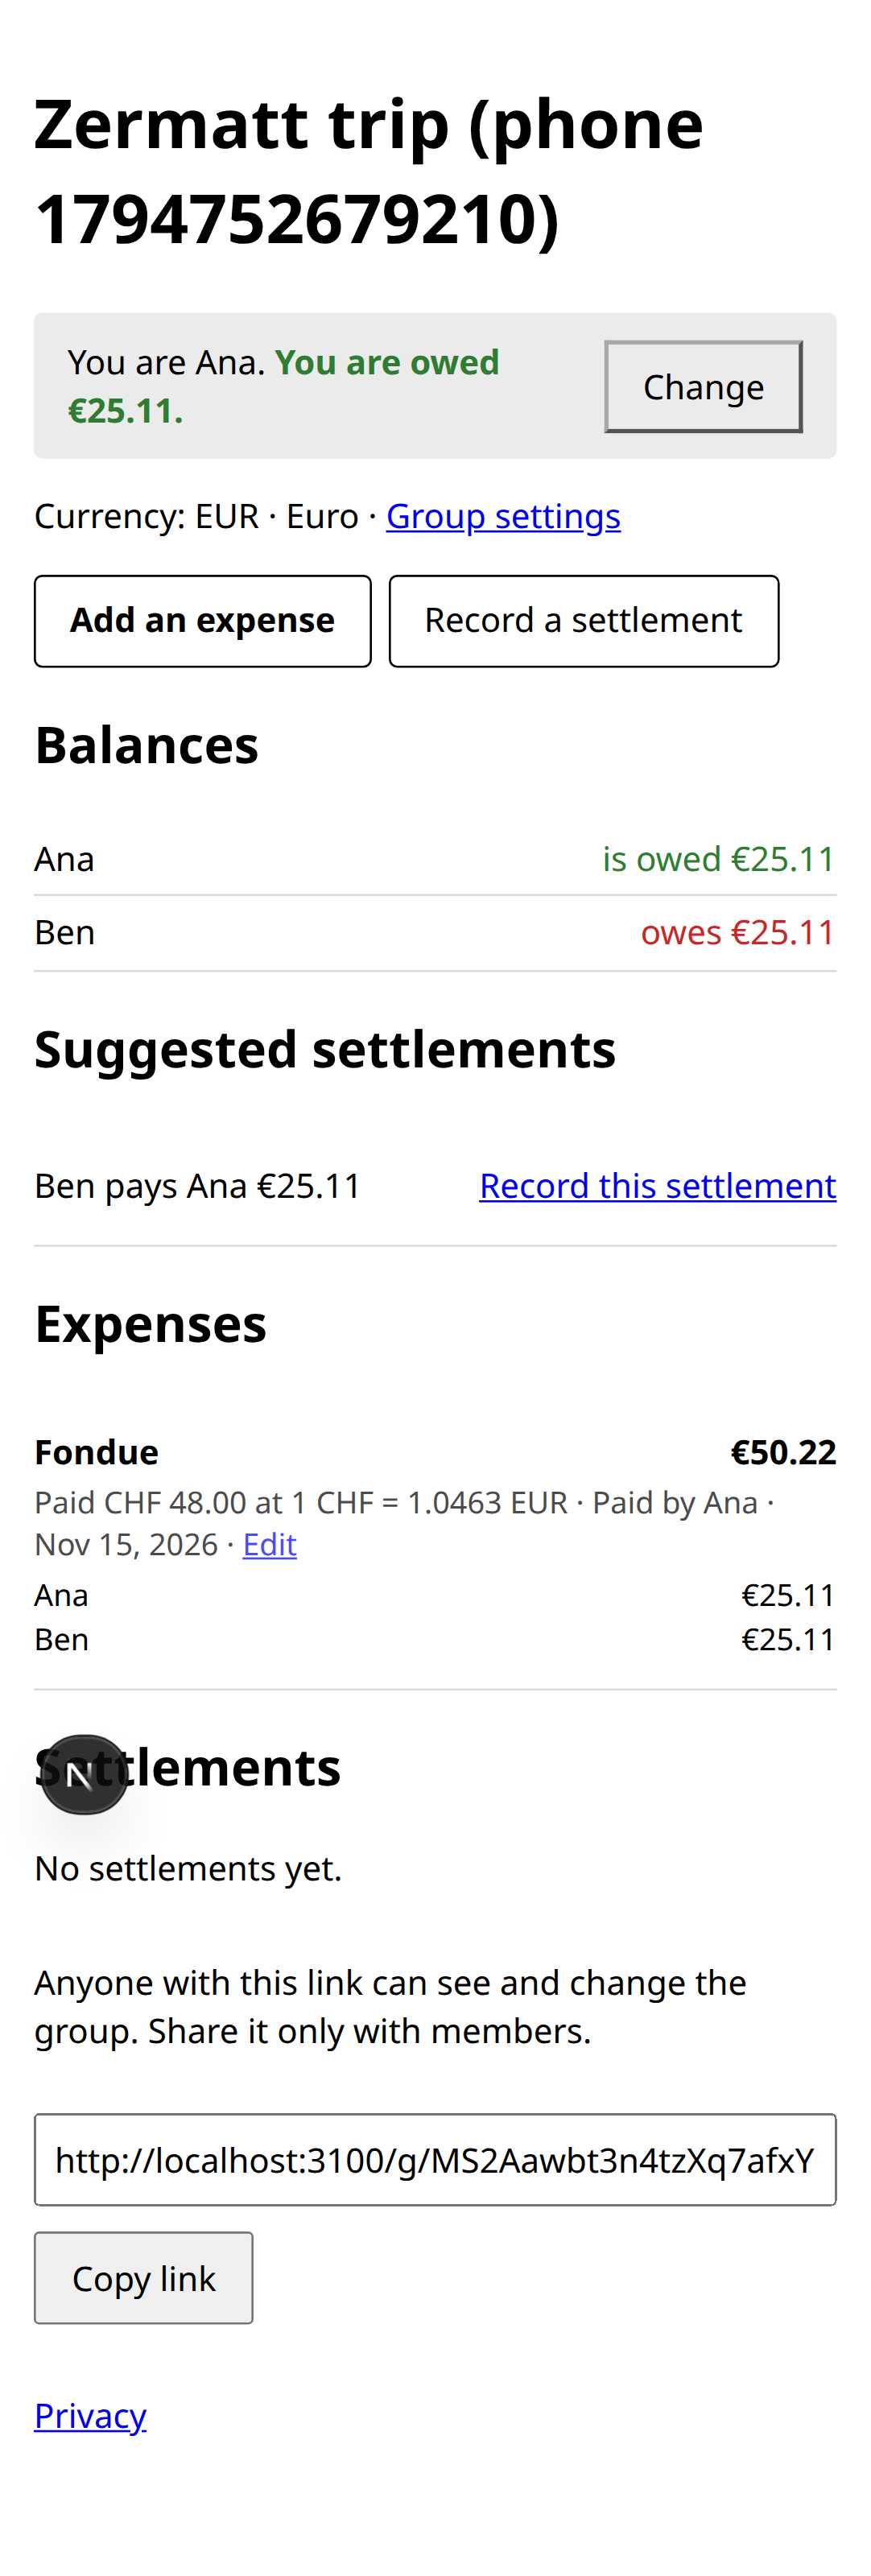 Zermatt trip (phone
1794752679210)
You are Ana. You are owed
€25.11.
Change
Currency: EUR · Euro · Group settings
Add an expense
Record a settlement
Balances
Ana is owed €25.11
Ben owes €25.11
Suggested settlements
Ben pays Ana €25.11 Record this settlement
Expenses
Fondue €50.22
Paid CHF 48.00 at 1 CHF = 1.0463 EUR · Paid by Ana ·
Nov 15, 2026 · Edit
Ana €25.11
Ben €25.11
Settlements
N
No settlements yet.
Anyone with this link can see and change the
group. Share it only with members.
http://localhost:3100/g/MS2Aawbt3n4tzXq7afxY
Copy link
Privacy